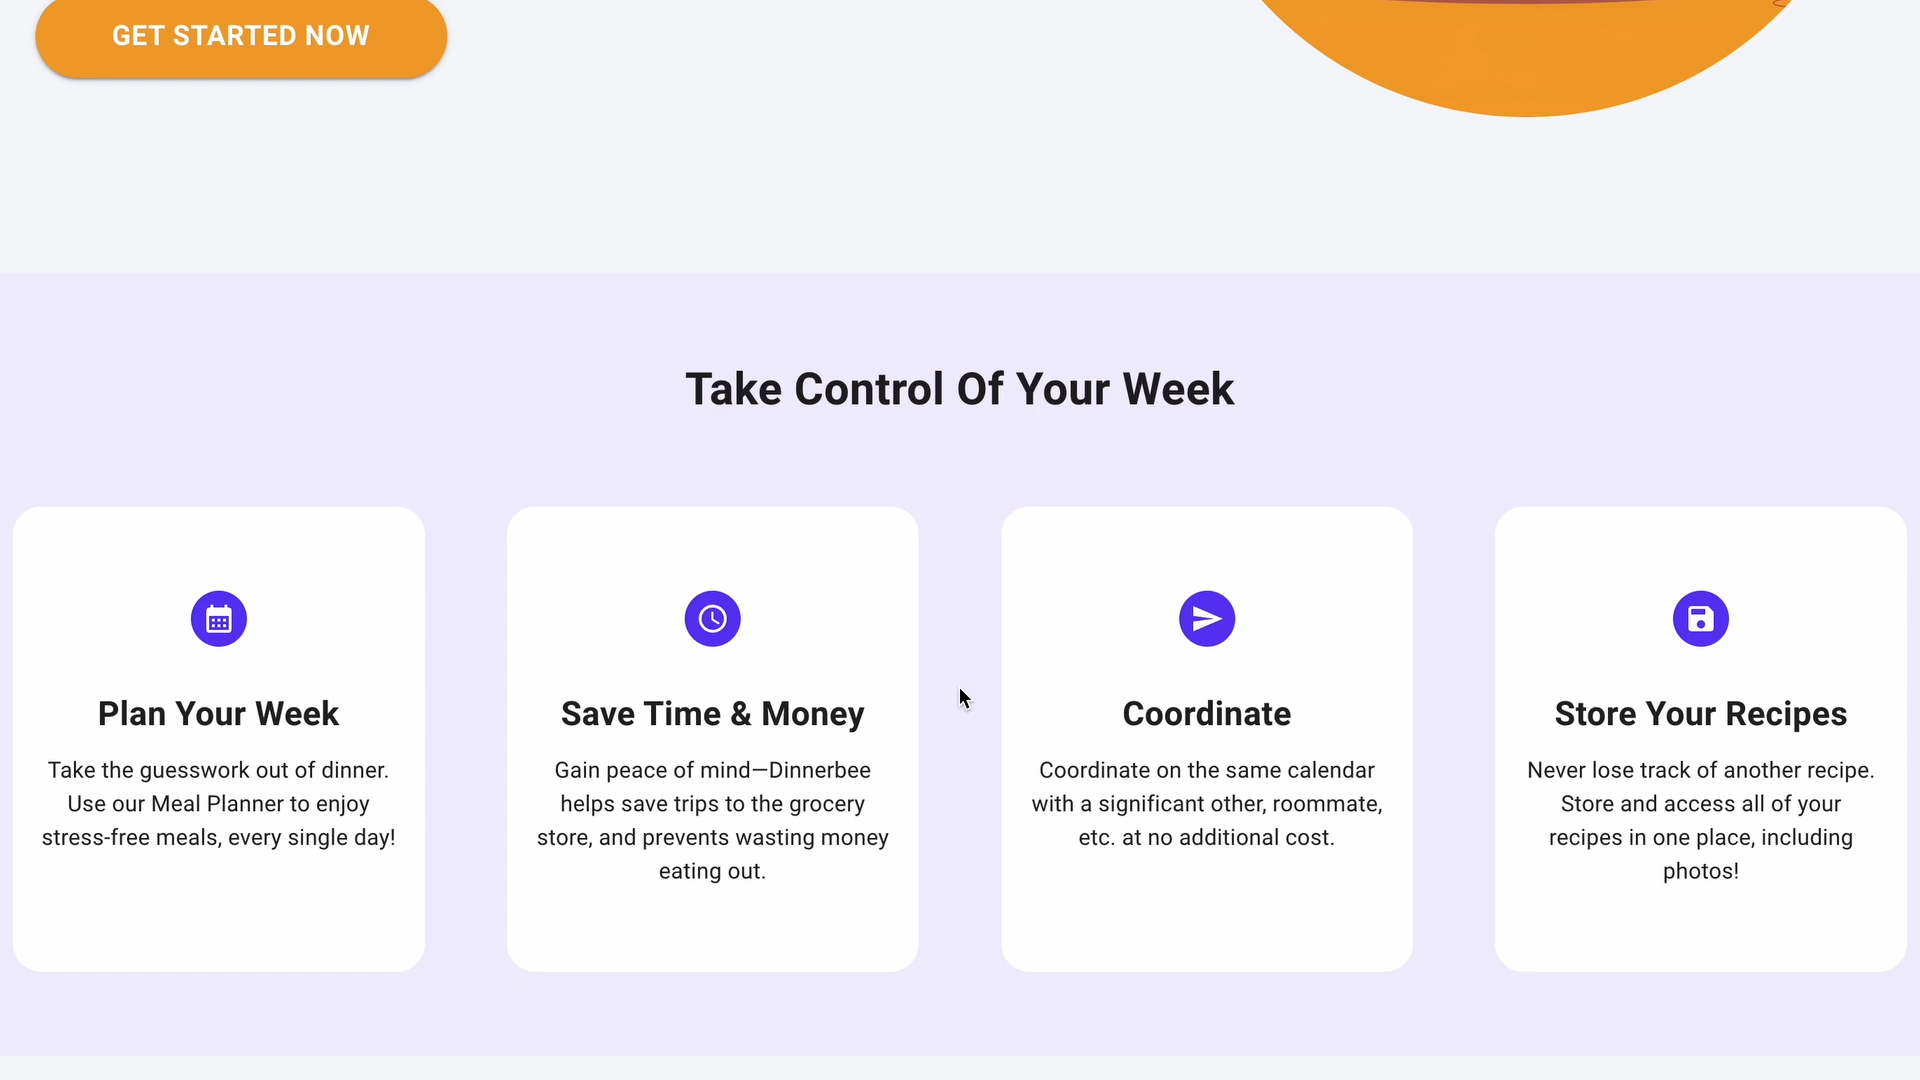 GET STARTED NOW
Take Control Of Your Week
Plan Your Week
Take the guesswork out of dinner.
Use our Meal Planner to enjoy
stress-free meals, every single day!
Save Time & Money
Gain peace of mind—Dinnerbee
helps save trips to the grocery
store, and prevents wasting money
eating out.
Coordinate
Coordinate on the same calendar
with a significant other, roommate,
etc. at no additional cost.
Store Your Recipes
Never lose track of another recipe.
Store and access all of your
recipes in one place, including
photos!